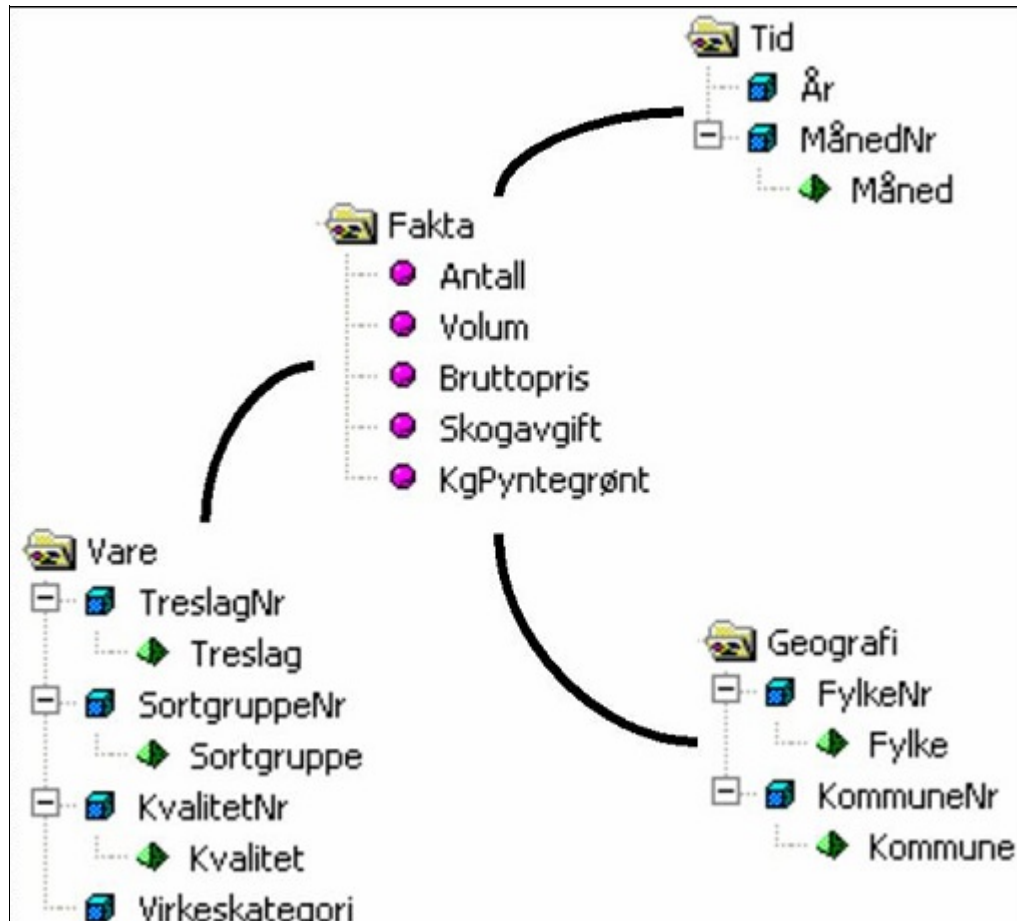 Tid
År
MånedNr
Måned
Fakta
Antall
Volum
Bruttopris
Skogavgift
KgPyntegrønt
Vare
TreslagNr
Treslag
SortgruppeNr
Sortgruppe
KvalitetNr
Kvalitet
Virkeskategori
Geografi
FylkeNr
Fylke
KommuneNr
Kommune